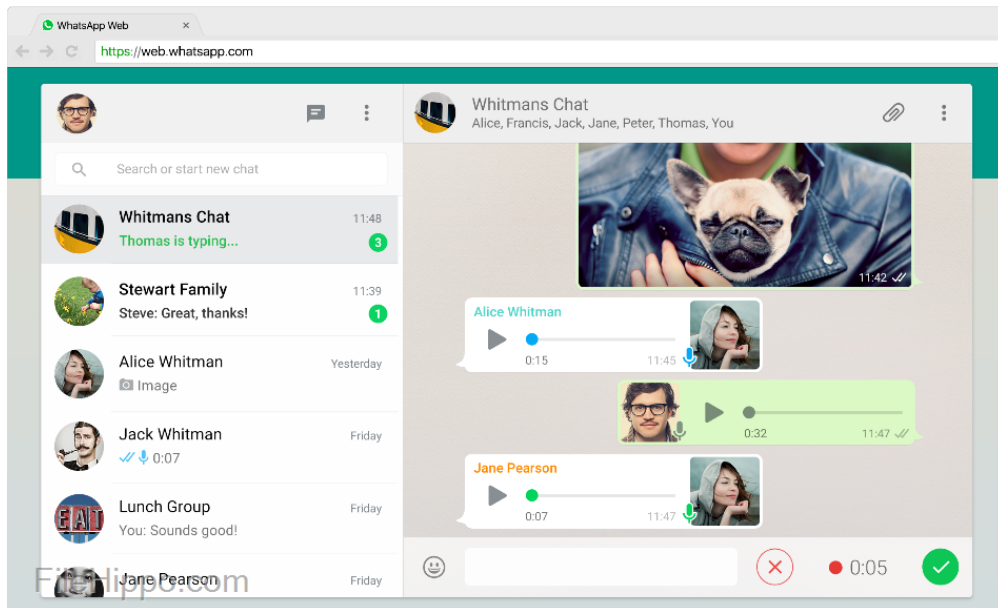 WhatsApp Web
https://web.whatsapp.com
Search or start new chat
Whitmans Chat
11:48
Thomas is typing...
3
Stewart Family
11:39
Steve: Great, thanks!
1
Alice Whitman
Yesterday
Image
Jack Whitman
Friday
0:07
Lunch Group
Friday
You: Sounds good!
EAT
Jane Pearson
Friday
FileHippo.com
Whitmans Chat
Alice, Francis, Jack, Jane, Peter, Thomas, You
11:42
Alice Whitman
0:15
11:45
0:32
11:47
Jane Pearson
0:07
11:47
0:05